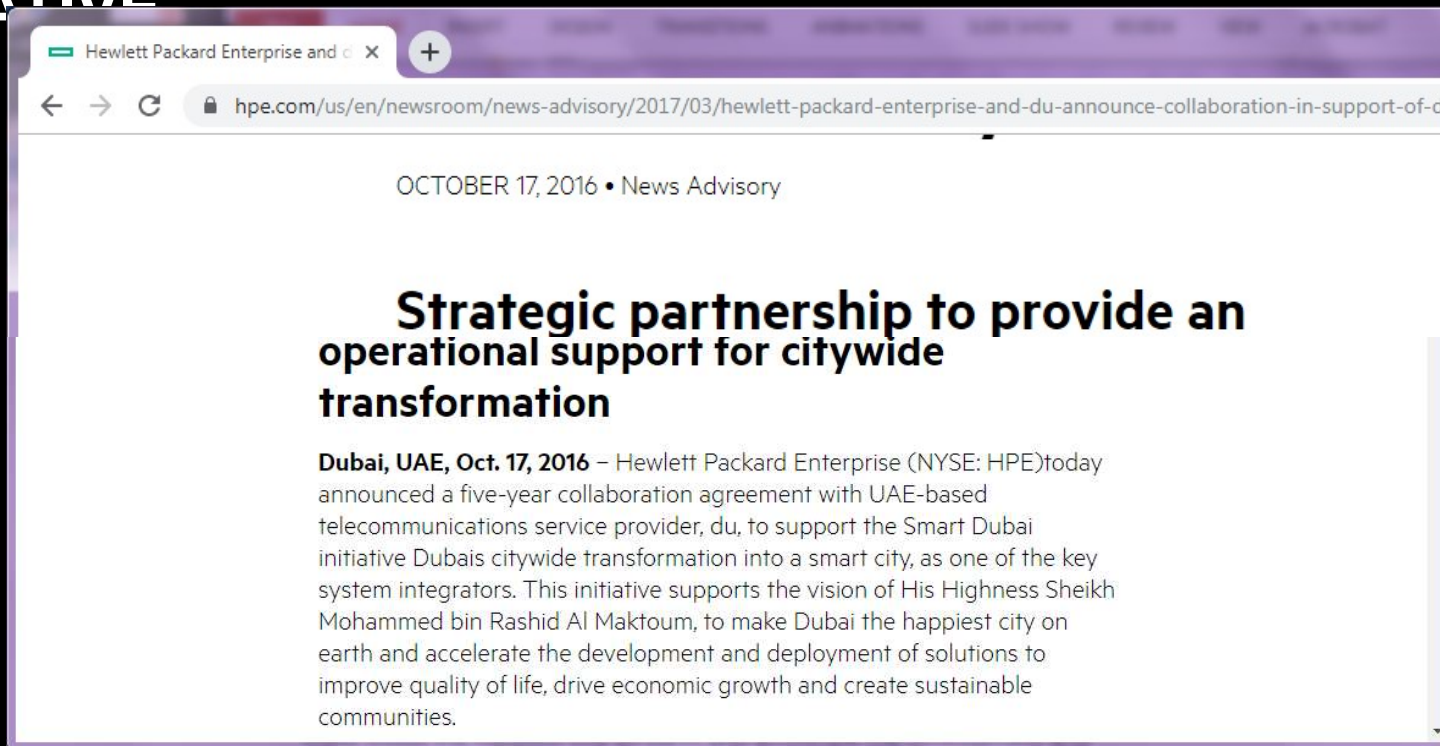 Hewlett Packard Enterprise and
hpe.com/us/en/newsroom/news-advisory/2017/03/hewlett-packard-enterprise-and-du-announce-collaboration-in-support-of-
OCTOBER 17, 2016 • News Advisory
Strategic partnership to provide an
operational support for citywide
transformation
Dubai, UAE, Oct. 17, 2016 – Hewlett Packard Enterprise (NYSE: HPE)today
announced a five-year collaboration agreement with UAE-based
telecommunications service provider, du, to support the Smart Dubai
initiative Dubais citywide transformation into a smart city, as one of the key
system integrators. This initiative supports the vision of His Highness Sheikh
Mohammed bin Rashid Al Maktoum, to make Dubai the happiest city on
earth and accelerate the development and deployment of solutions to
improve quality of life, drive economic growth and create sustainable
communities.